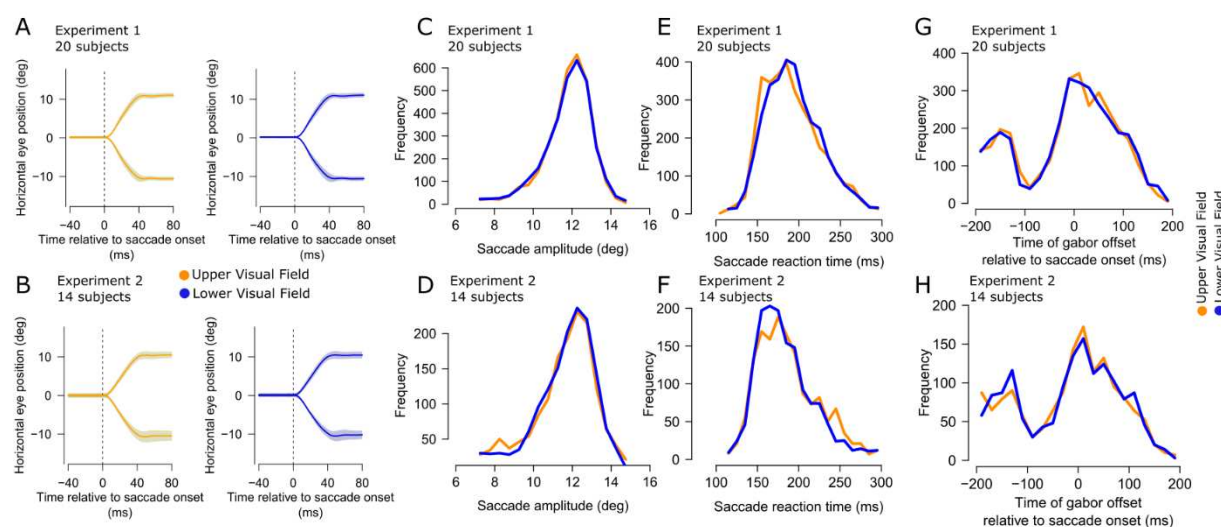 A
Experiment 1
20 subjects
Horizontal eye position (deg)
10
0
−10
−40 0 40 80
Time relative to saccade onset
(ms)
Horizontal eye position (deg)
10
0
−10
−40 0 40 80
Time relative to saccade onset
(ms)
B
Experiment 2
14 subjects
Upper Visual Field
Lower Visual Field
Horizontal eye position (deg)
10
0
−10
−40 0 40 80
Time relative to saccade onset
(ms)
Horizontal eye position (deg)
10
0
−10
−40 0 40 80
Time relative to saccade onset
(ms)
C
Experiment 1
20 subjects
Frequency
600
500
400
300
200
100
0
6 8 10 12 14 16
Saccade amplitude (deg)
D
Experiment 2
14 subjects
Frequency
200
150
100
50
6 8 10 12 14 16
Saccade amplitude (deg)
E
Experiment 1
20 subjects
Frequency
400
300
200
100
0
100 150 200 250 300
Saccade reaction time (ms)
F
Experiment 2
14 subjects
Frequency
200
150
100
50
0
100 150 200 250 300
Saccade reaction time (ms)
G
Experiment 1
20 subjects
Frequency
400
300
200
100
0
−200 −100 0 100 200
Time of gabor offset
relative to saccade onset (ms)
H
Experiment 2
14 subjects
Frequency
200
150
100
50
0
−200 −100 0 100 200
Time of gabor offset
relative to saccade onset (ms)
Upper Visual Field
Lower Visual Field